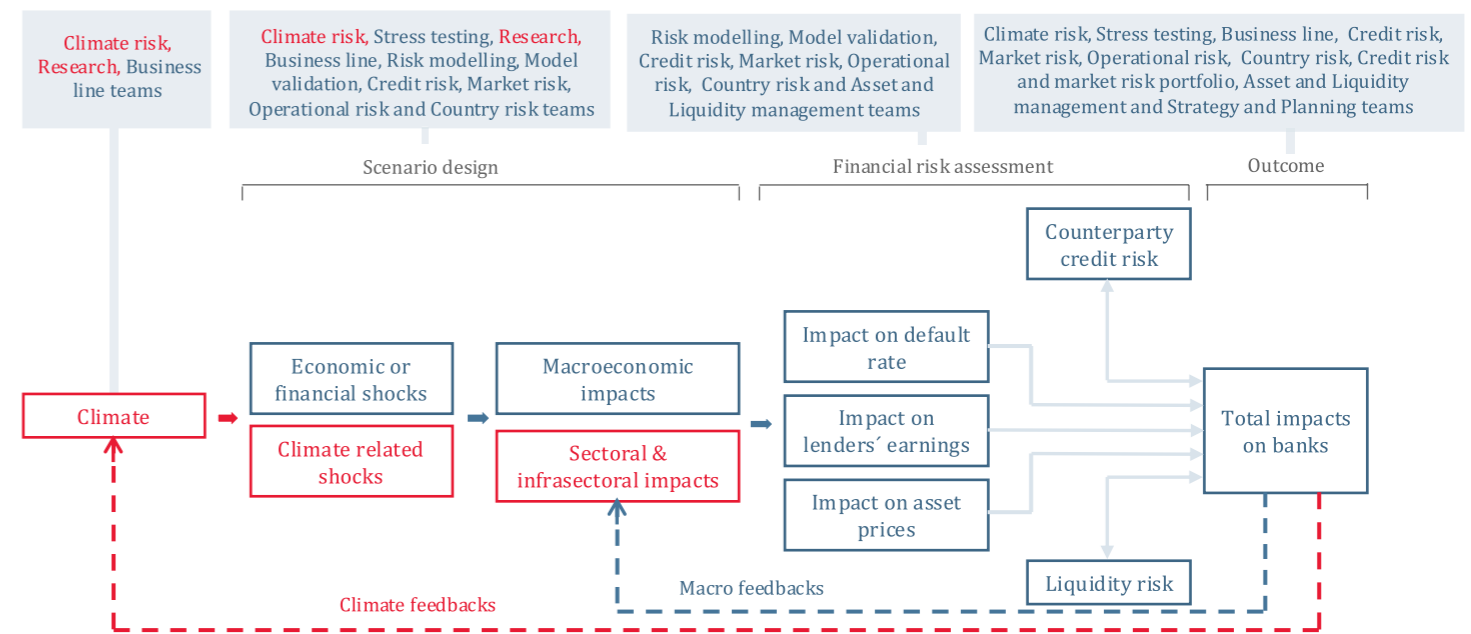 Climate risk,
Research, Business
line teams
Climate risk, Stress testing, Research,
Business line, Risk modelling, Model
validation, Credit risk, Market risk,
Operational risk and Country risk teams
Risk modelling, Model validation,
Credit risk, Market risk, Operational
risk, Country risk and Asset and
Liquidity management teams
Climate risk, Stress testing, Business line, Credit risk,
Market risk, Operational risk, Country risk, Credit risk
and market risk portfolio, Asset and Liquidity
management and Strategy and Planning teams
Scenario design
Financial risk assessment
Outcome
Counterparty
credit risk
Climate
Economic or
financial shocks
Climate related
shocks
Macroeconomic
impacts
Sectoral &
infrasectoral impacts
Impact on default
rate
Impact on
lenders´ earnings
Impact on asset
prices
Total impacts
on banks
Liquidity risk
Macro feedbacks
Climate feedbacks